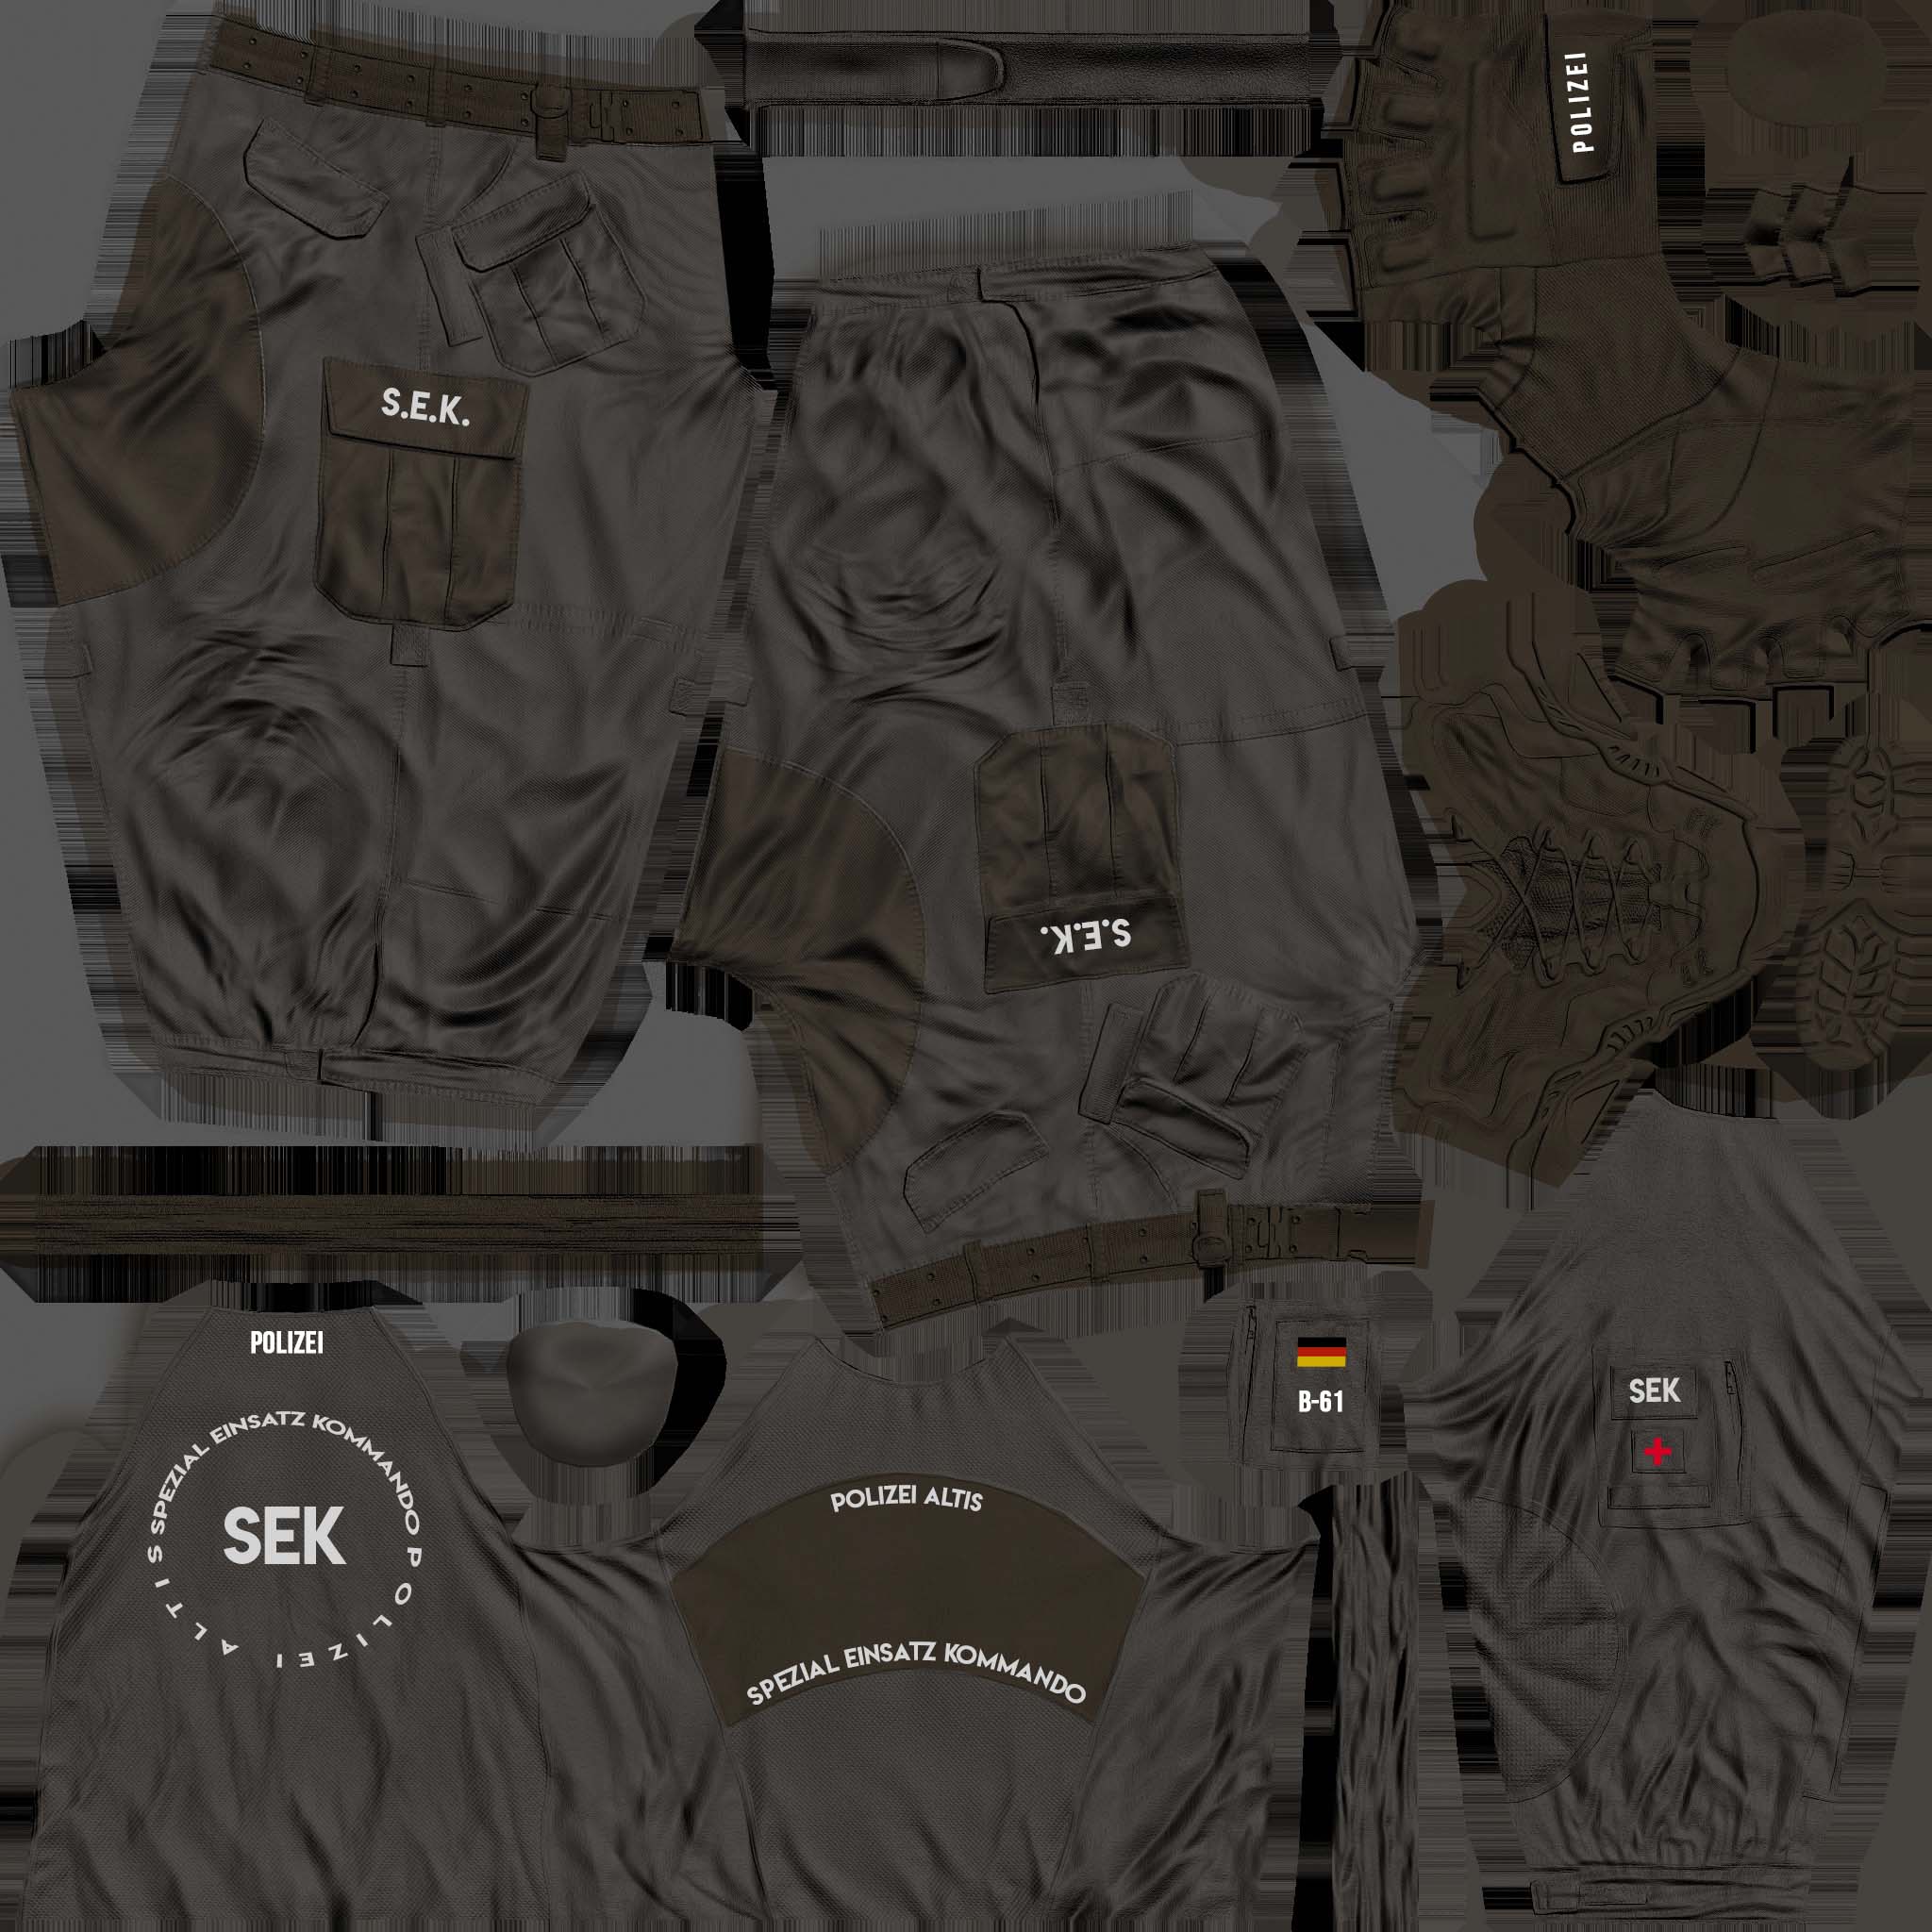 POLIZEI
S.E.K.
S.E.K.
POLIZEI
SPEZIAL EINSATZ KOMMANDO
POLIZEI ALTIS
SEK
POLIZEI ALTIS
SPEZIAL EINSATZ KOMMANDO
B-61
SEK